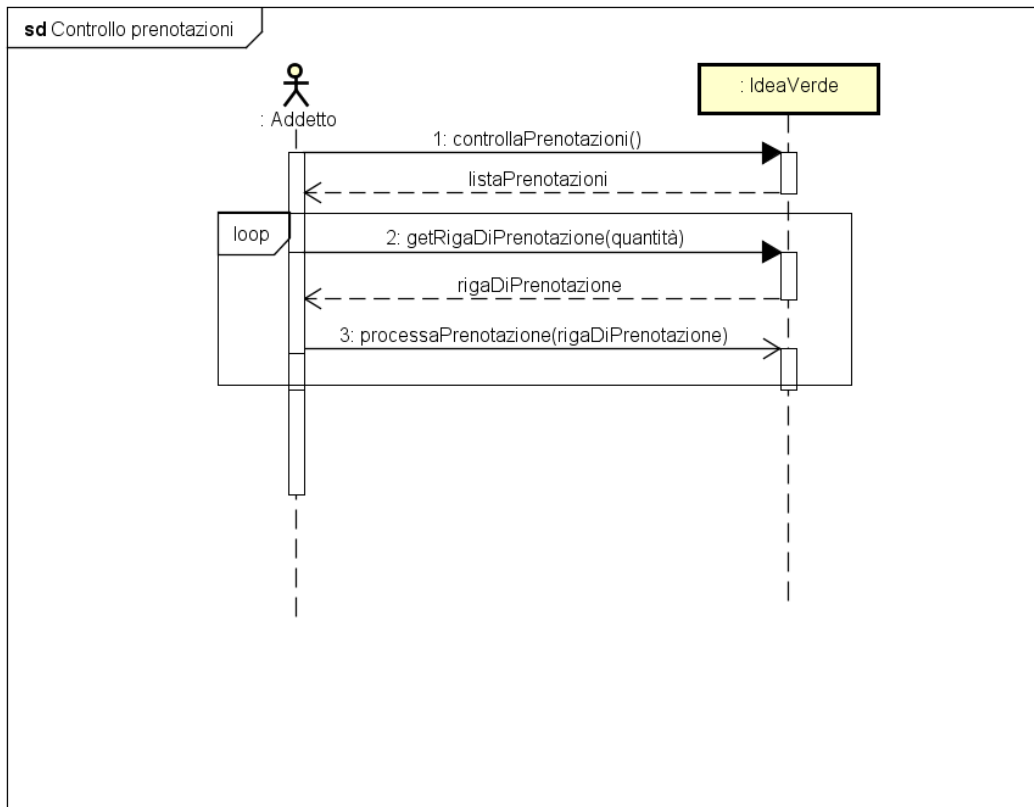 sd Controllo prenotazioni
: Addetto
: IdeaVerde
1: controllaPrenotazioni()
listaPrenotazioni
loop
2: getRigaDiPrenotazione(quantità)
rigaDiPrenotazione
3: processaPrenotazione(rigaDiPrenotazione)